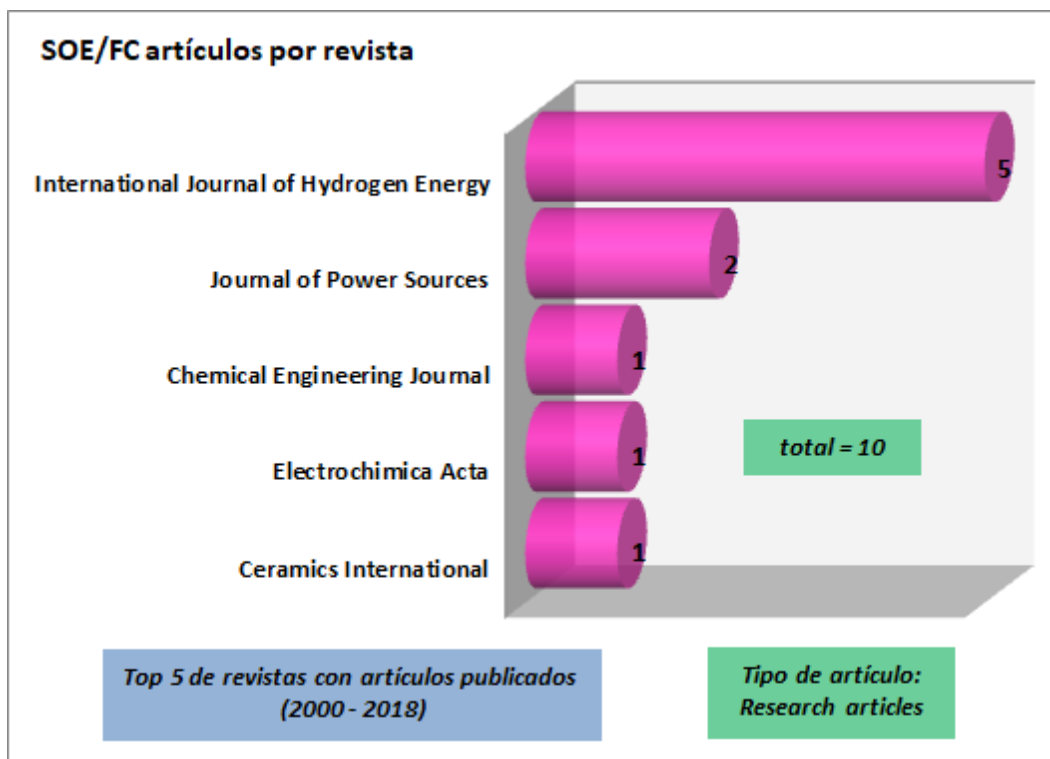 SOE/FC artículos por revista
International Journal of Hydrogen Energy
5
Journal of Power Sources
2
Chemical Engineering Journal
1
Electrochimica Acta
1
total = 10
Ceramics International
1
Top 5 de revistas con artículos publicados
(2000 - 2018)
Tipo de artículo:
Research articles